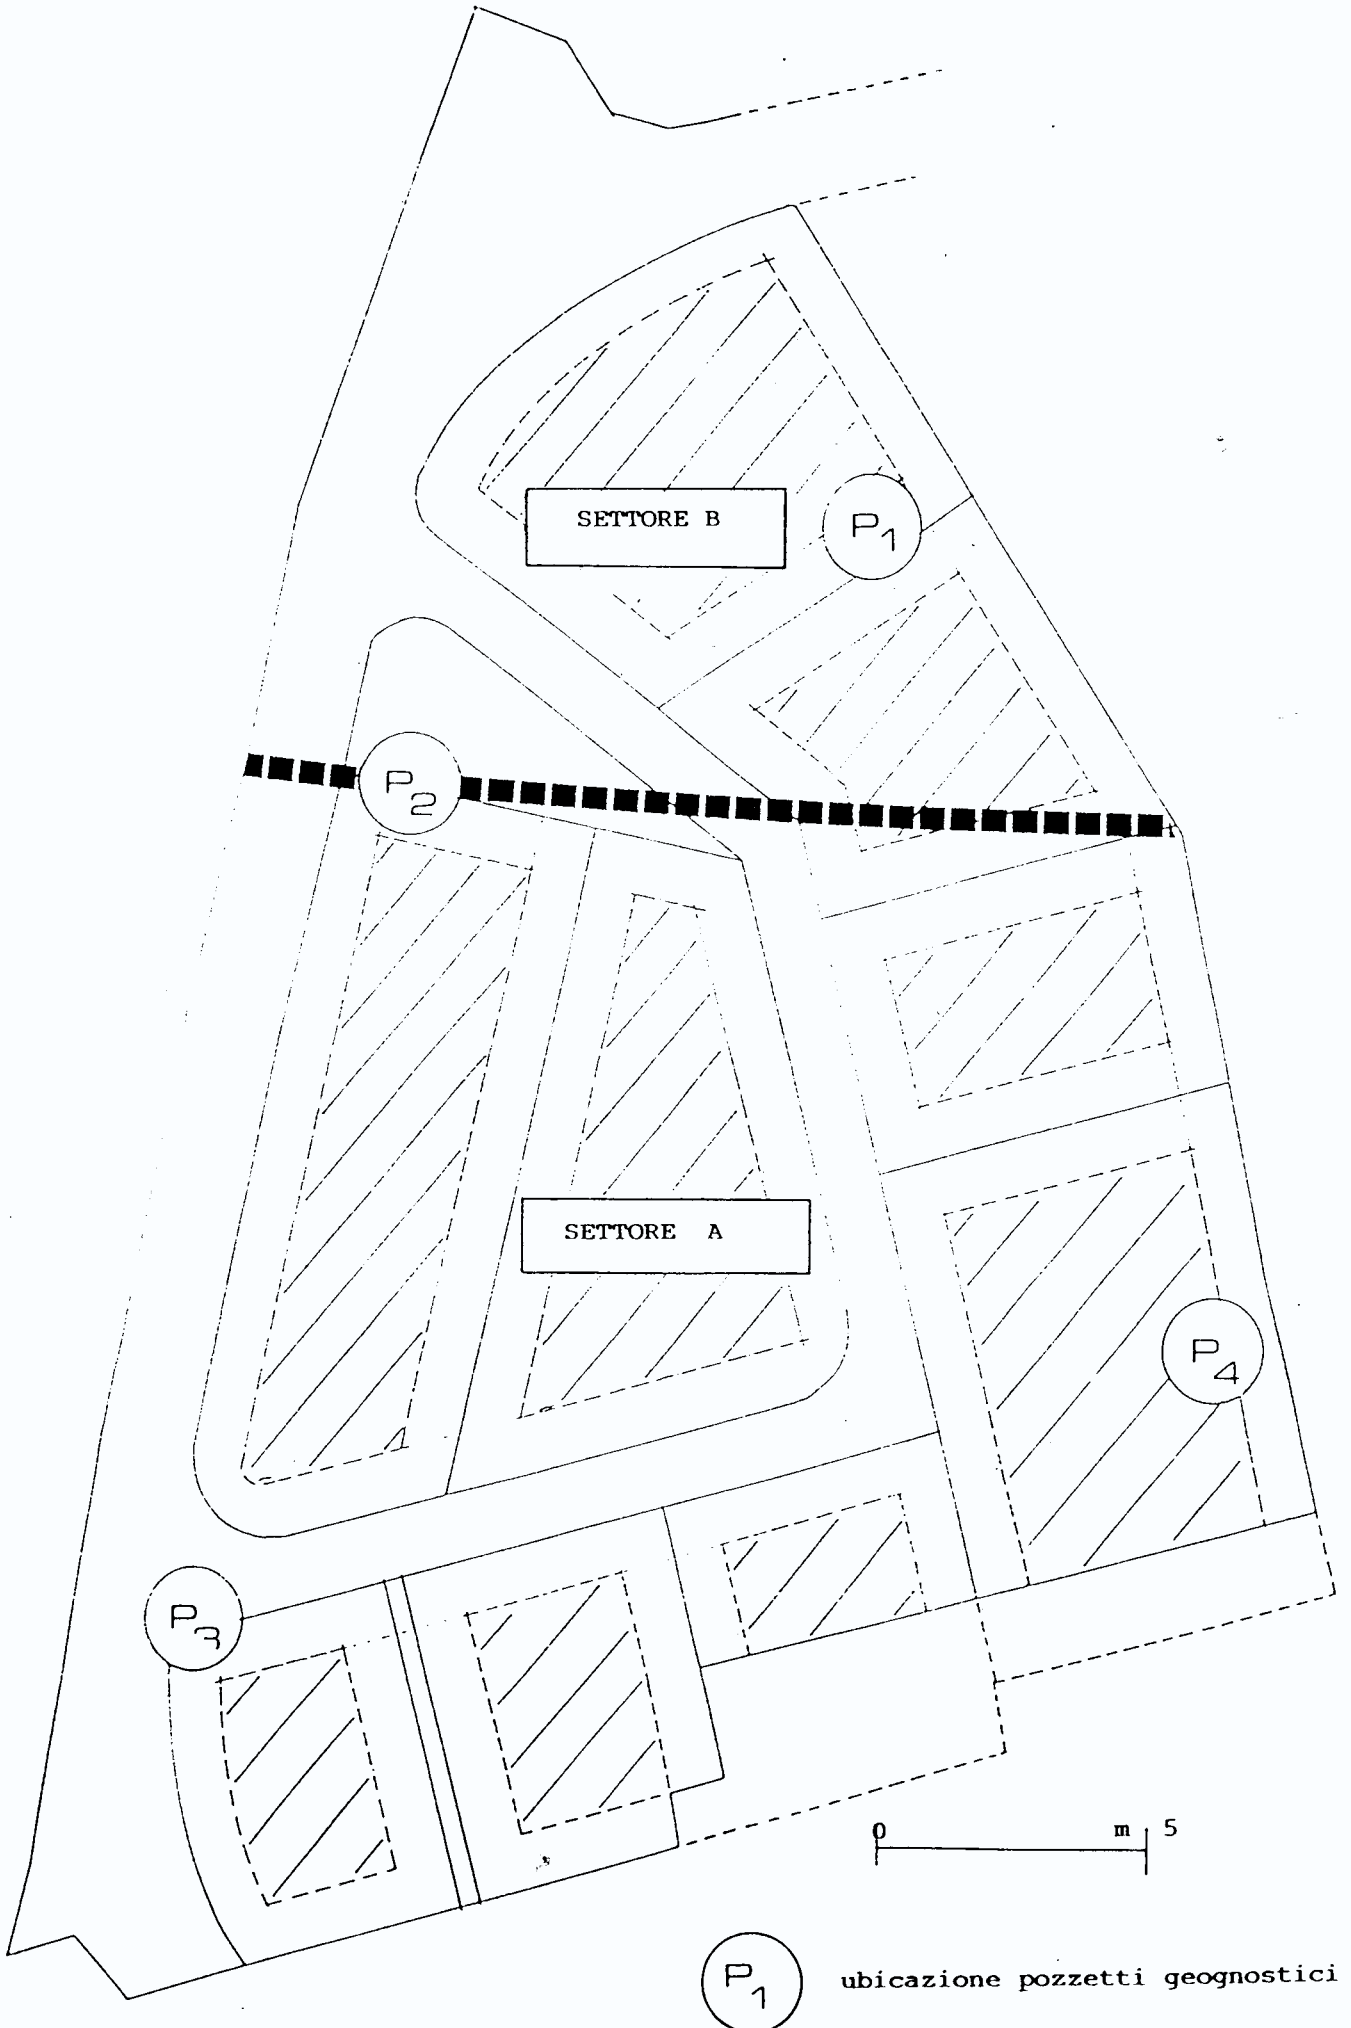 SETTORE B
P1
P2
SETTORE A
P4
P3
0 m 5
P1 ubicazione pozzetti geognostici